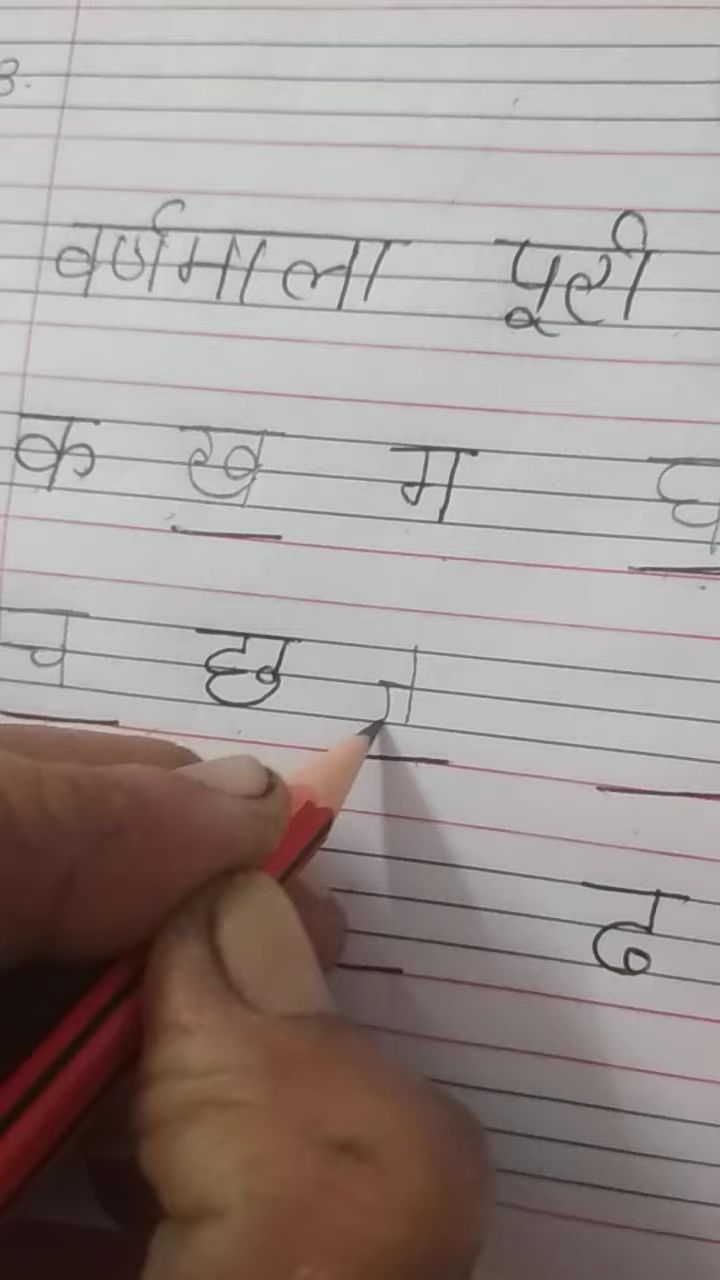 3.
वर्णमाला पूरी
क ख ग घ
च छ
ढ